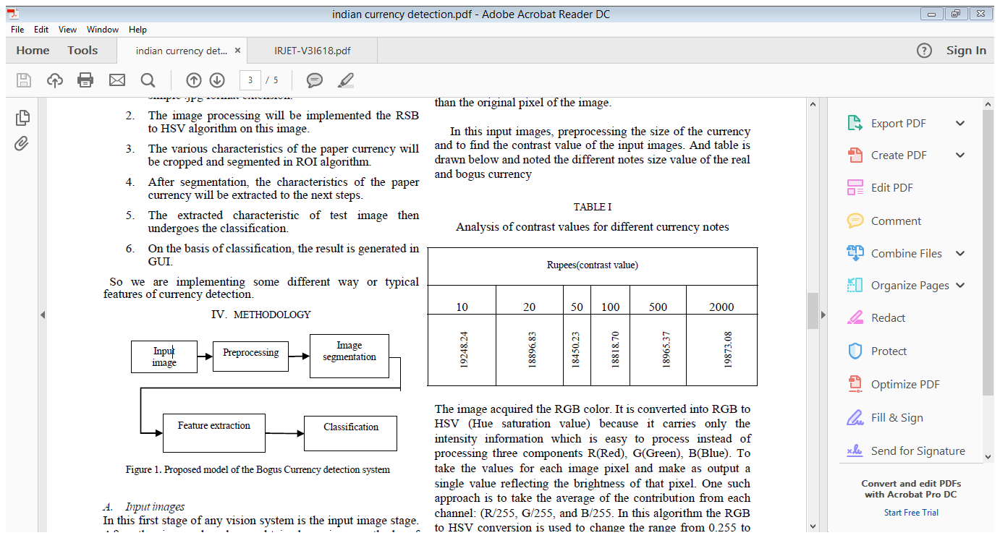 indian currency detection.pdf - Adobe Acrobat Reader DC
File Edit View Window Help
Home Tools indian currency det... × IRJET-V3I618.pdf ? Sign In
3 / 5
simple .jpg format extension.
2. The image processing will be implemented the RSB
to HSV algorithm on this image.
3. The various characteristics of the paper currency will
be cropped and segmented in ROI algorithm.
4. After segmentation, the characteristics of the paper
currency will be extracted to the next steps.
5. The extracted characteristic of test image then
undergoes the classification.
6. On the basis of classification, the result is generated in
GUI.
So we are implementing some different way or typical
features of currency detection.
IV. METHODOLOGY
Input
image
Preprocessing
Image
segmentation
Feature extraction
Classification
Figure 1. Proposed model of the Bogus Currency detection system
A. Input images
In this first stage of any vision system is the input image stage.
than the original pixel of the image.
In this input images, preprocessing the size of the currency
and to find the contrast value of the input images. And table is
drawn below and noted the different notes size value of the real
and bogus currency
TABLE I
Analysis of contrast values for different currency notes
Rupees(contrast value)
10 20 50 100 500 2000
19248.24 18896.83 18450.23 18818.70 18965.37 19873.08
The image acquired the RGB color. It is converted into RGB to
HSV (Hue saturation value) because it carries only the
intensity information which is easy to process instead of
processing three components R(Red), G(Green), B(Blue). To
take the values for each image pixel and make as output a
single value reflecting the brightness of that pixel. One such
approach is to take the average of the contribution from each
channel: (R/255, G/255, and B/255. In this algorithm the RGB
to HSV conversion is used to change the range from 0.255 to
Export PDF
Create PDF
Edit PDF
Comment
Combine Files
Organize Pages
Redact
Protect
Optimize PDF
Fill & Sign
Send for Signature
Convert and edit PDFs
with Acrobat Pro DC
Start Free Trial